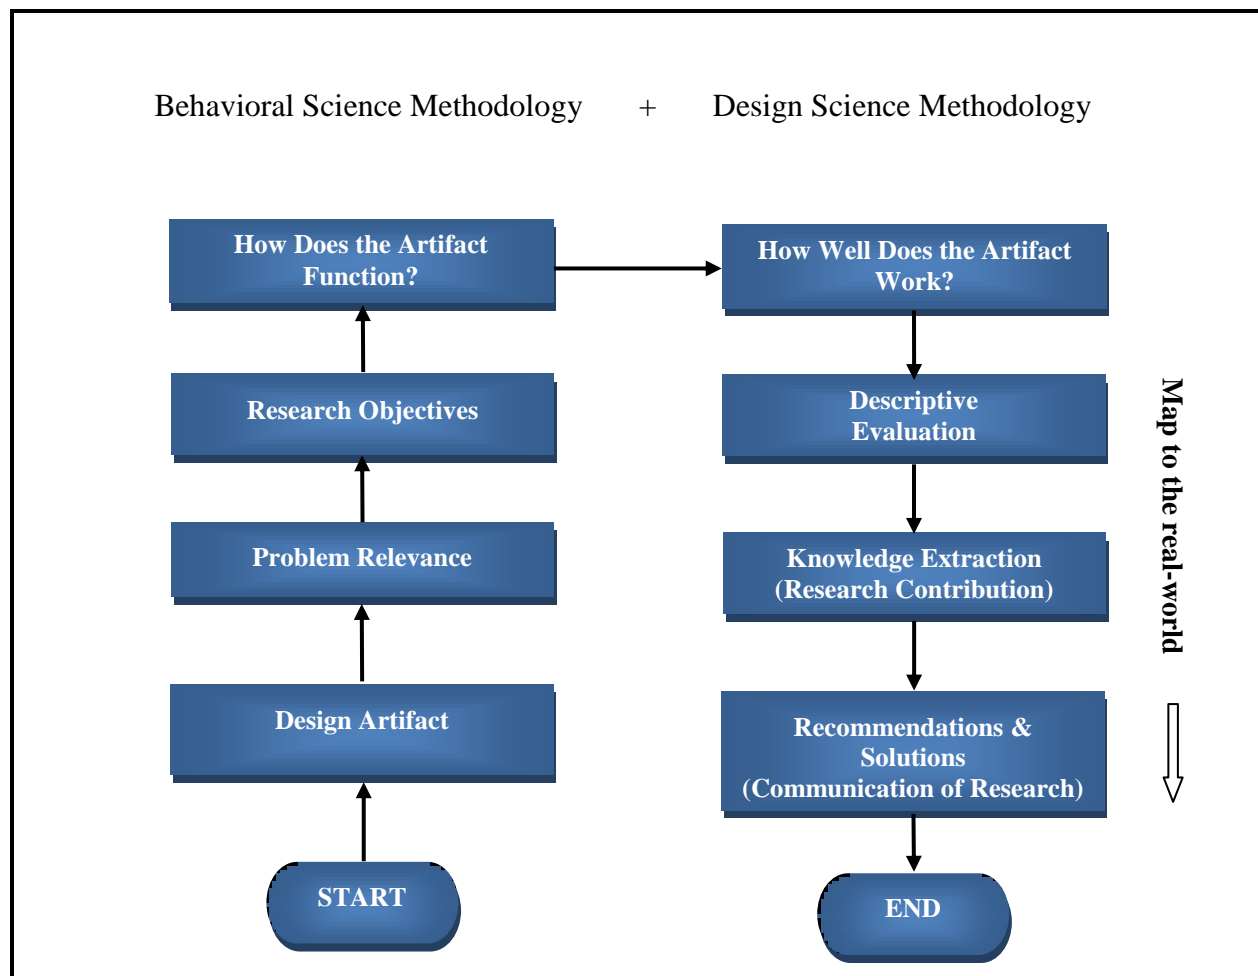 Behavioral Science Methodology + Design Science Methodology
How Does the Artifact
Function?
Research Objectives
Problem Relevance
Design Artifact
START
How Well Does the Artifact
Work?
Descriptive
Evaluation
Knowledge Extraction
(Research Contribution)
Recommendations &
Solutions
(Communication of Research)
END
Map to the real-world